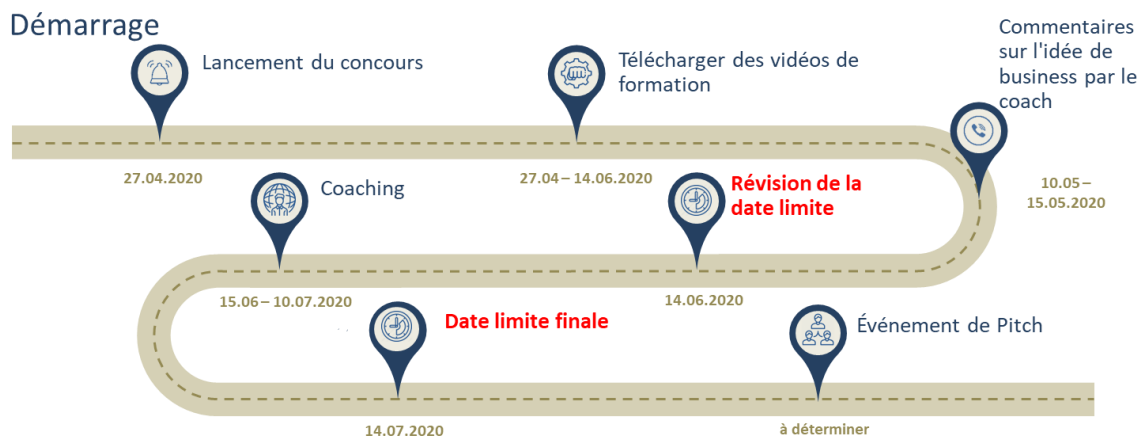 Démarrage
Lancement du concours
27.04.2020
Télécharger des vidéos de
formation
27.04 – 14.06.2020
Commentaires
sur l'idée de
business par le
coach
10.05 –
15.05.2020
Révision de la
date limite
14.06.2020
Coaching
15.06 – 10.07.2020
Date limite finale
14.07.2020
Événement de Pitch
à déterminer